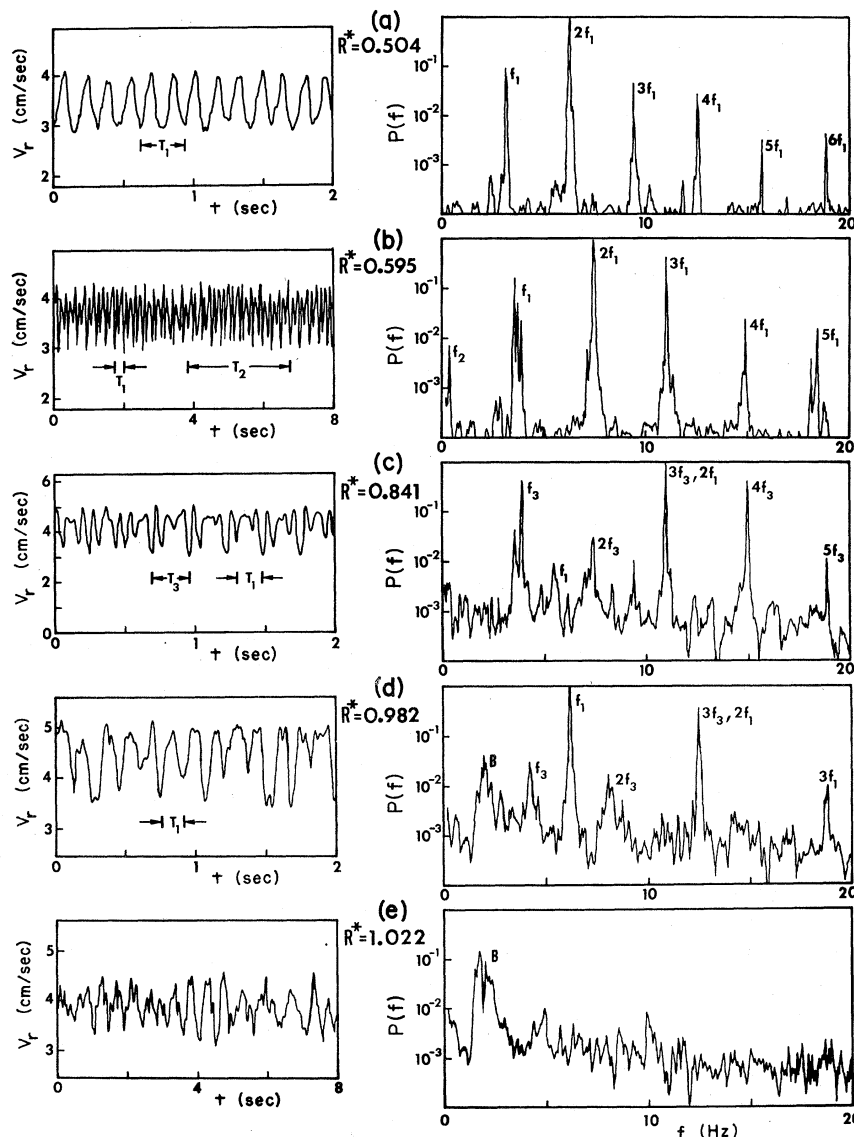 (a)
R*=0.504
Vr (cm/sec)
4
3
2
T1
0
1
2
t (sec)
P(f)
10-1
10-2
10-3
f1
2f1
3f1
4f1
5f1
6f1
0
10
20
(b)
R*=0.595
Vr (cm/sec)
4
3
2
T1
T2
0
4
8
t (sec)
P(f)
10-1
10-2
10-3
f2
f1
2f1
3f1
4f1
5f1
0
10
20
(c)
R*=0.841
Vr (cm/sec)
6
4
2
0
T3
T1
0
1
2
t (sec)
P(f)
10-1
10-2
10-3
f3
f1
2f3
3f3, 2f1
4f3
5f3
0
10
20
(d)
R*=0.982
Vr (cm/sec)
5
4
3
T1
0
1
2
t (sec)
P(f)
10-1
10-2
10-3
B
f3
f1
2f3
3f3, 2f1
3f1
0
10
20
(e)
R*=1.022
Vr (cm/sec)
5
4
3
0
4
8
t (sec)
P(f)
10-1
10-2
10-3
B
0
10
20
f (Hz)